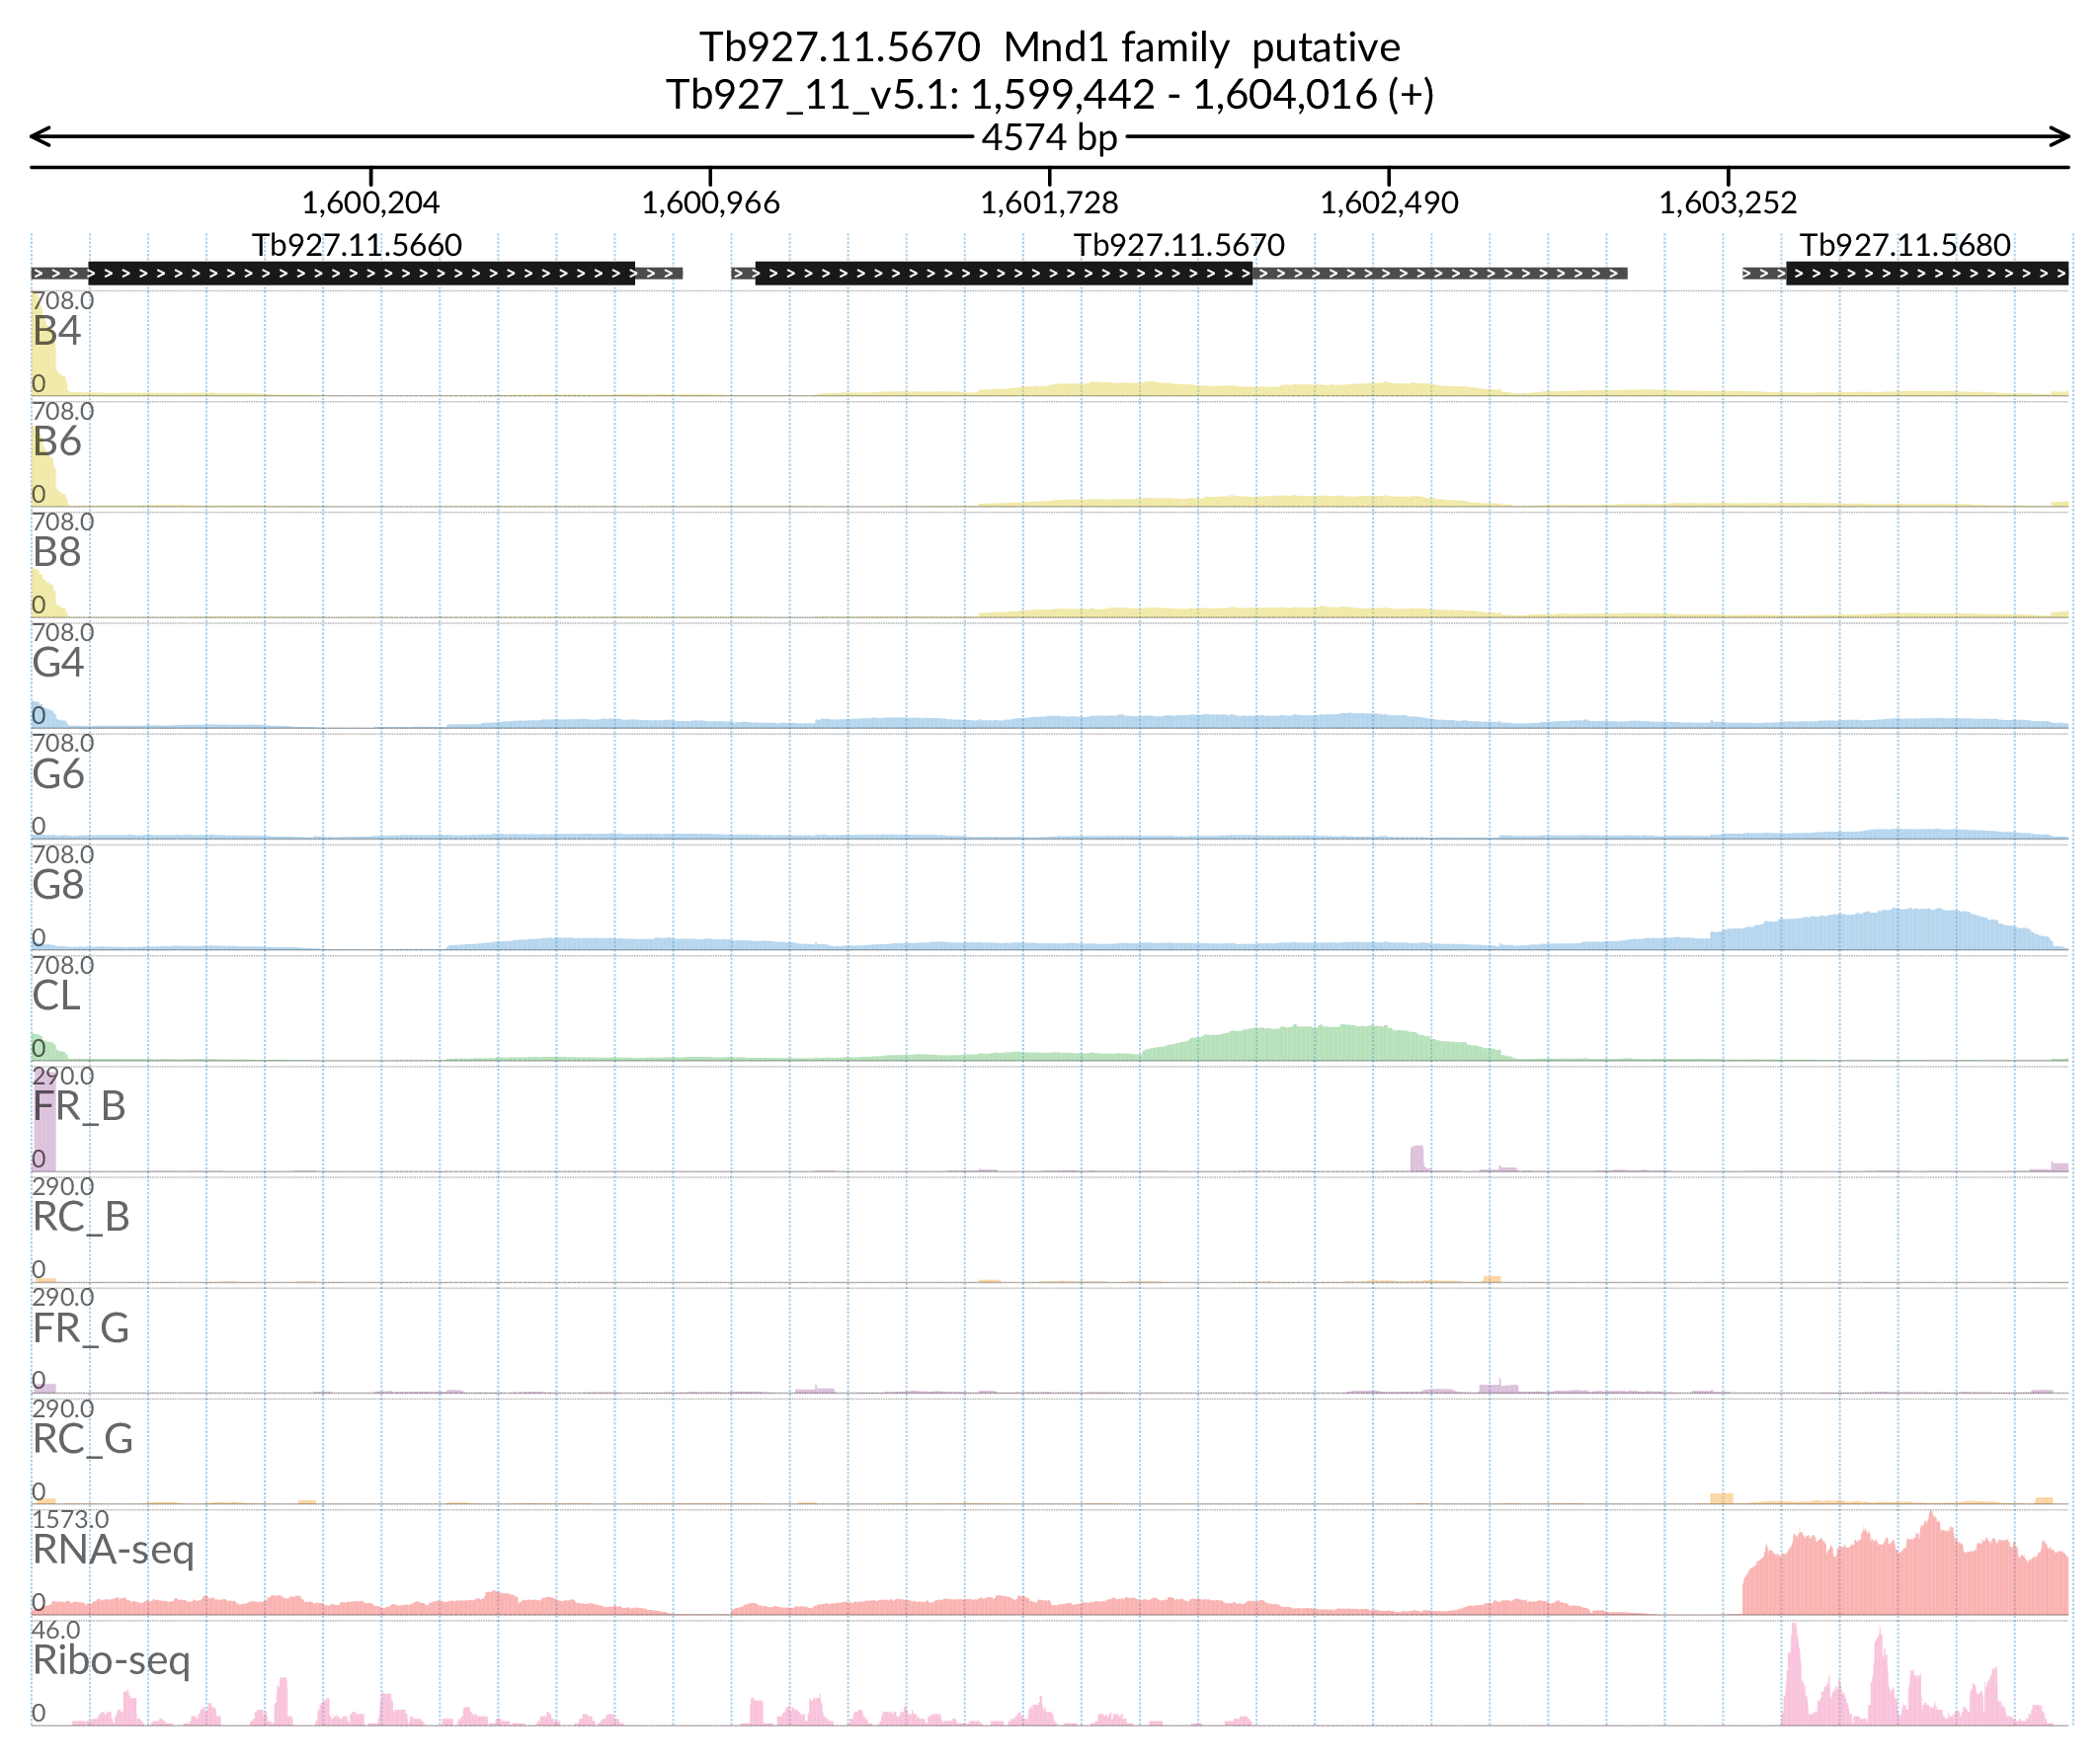 Tb927.11.5670  Mnd1 family  putative
Tb927_11_v5.1: 1,599,442 - 1,604,016 (+)
4574 bp
1,600,204 1,600,966 1,601,728 1,602,490 1,603,252
Tb927.11.5660 Tb927.11.5670 Tb927.11.5680
708.0
B4
0
708.0
B6
0
708.0
B8
0
708.0
G4
0
708.0
G6
0
708.0
G8
0
708.0
CL
0
290.0
FR_B
0
290.0
RC_B
0
290.0
FR_G
0
290.0
RC_G
0
1573.0
RNA-seq
0
46.0
Ribo-seq
0